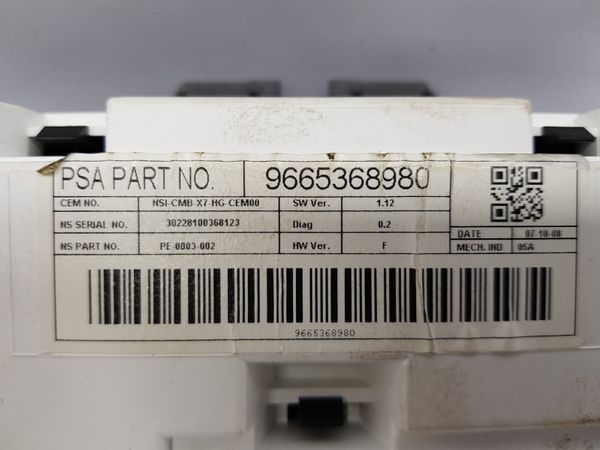 PSA PART NO. 9665368980
CEM NO. NSI-CMB-X7-HG-CEM00 SW Ver. 1.12
NS SERIAL NO. 30228100368123 Diag 0.2 DATE 07-10-08
NS PART NO. PE-0003-002 HW Ver. F MECH. IND 05A
9665368980